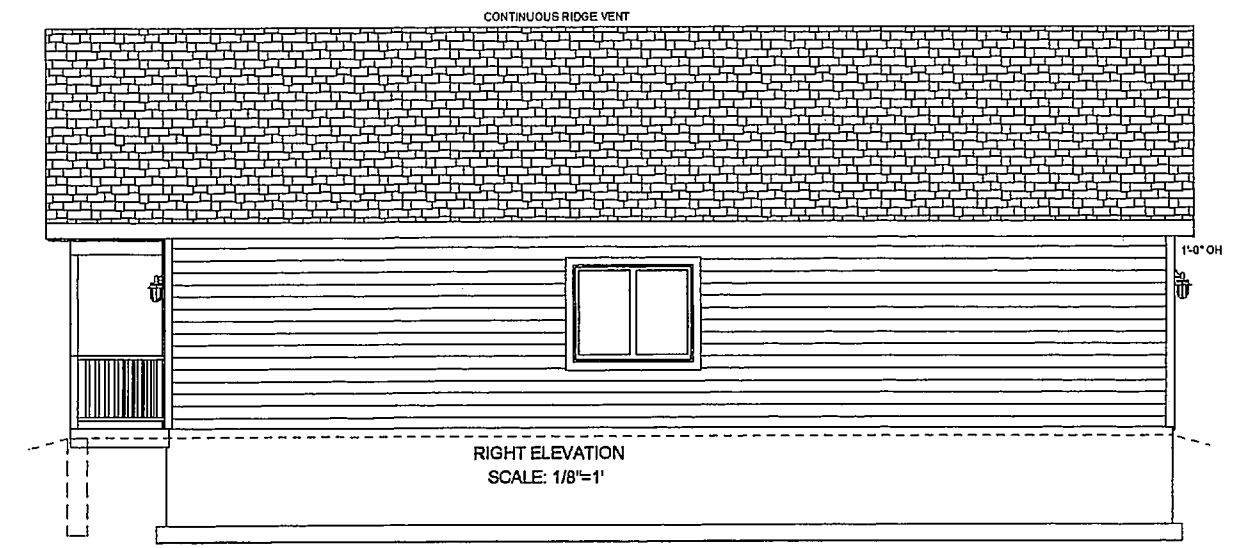 CONTINUOUS RIDGE VENT
1'-0" OH
RIGHT ELEVATION
SCALE: 1/8"=1'